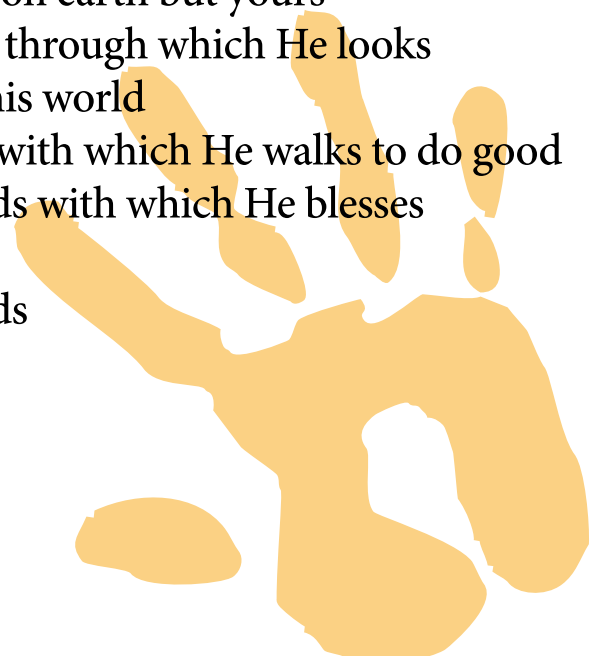 on earth but yours
through which He looks
his world
with which He walks to do good
ds with which He blesses
ds